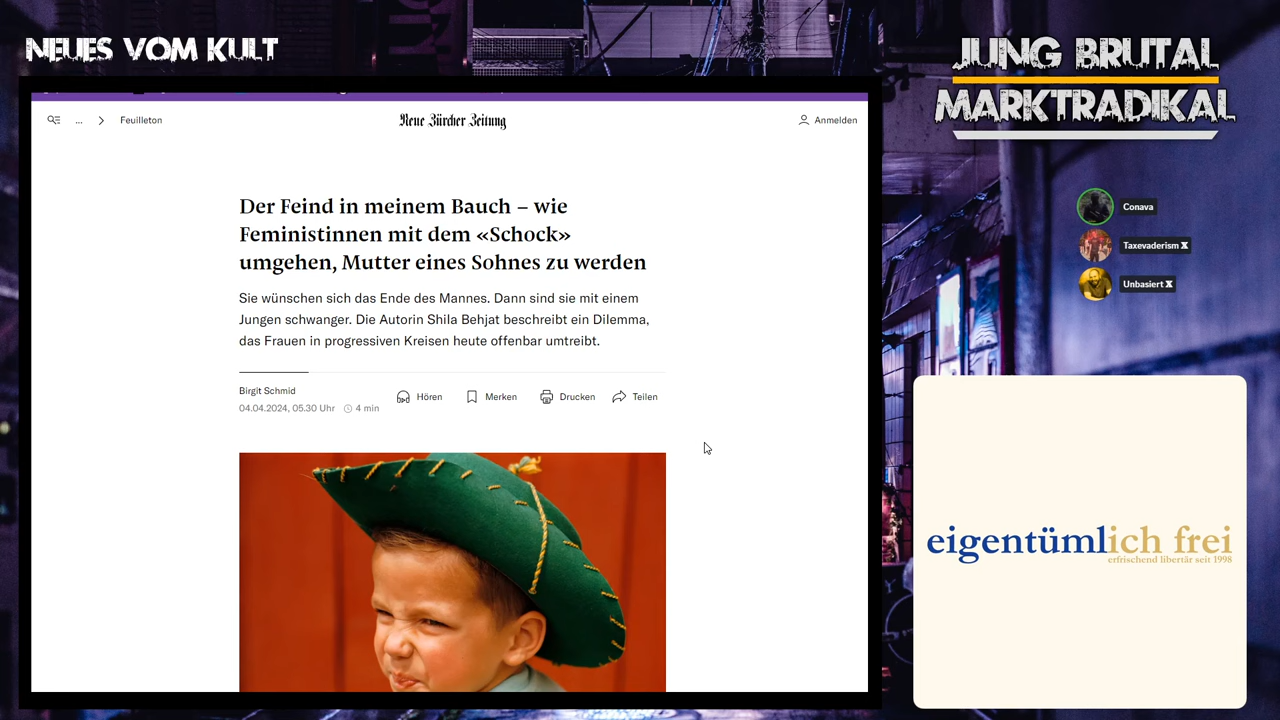 NEUES VOM KULT
JUNG BRUTAL
MARKTRADIKAL
...
Feuilleton
Neue Zürcher Zeitung
Anmelden
Der Feind in meinem Bauch – wie
Feministinnen mit dem «Schock»
umgehen, Mutter eines Sohnes zu werden
Sie wünschen sich das Ende des Mannes. Dann sind sie mit einem
Jungen schwanger. Die Autorin Shila Behjat beschreibt ein Dilemma,
das Frauen in progressiven Kreisen heute offenbar umtreibt.
Birgit Schmid
04.04.2024, 05.30 Uhr
4 min
Hören
Merken
Drucken
Teilen
Conava
Taxevaderism X
Unbasiert X
eigentümlich frei
erfrischend libertär seit 1998